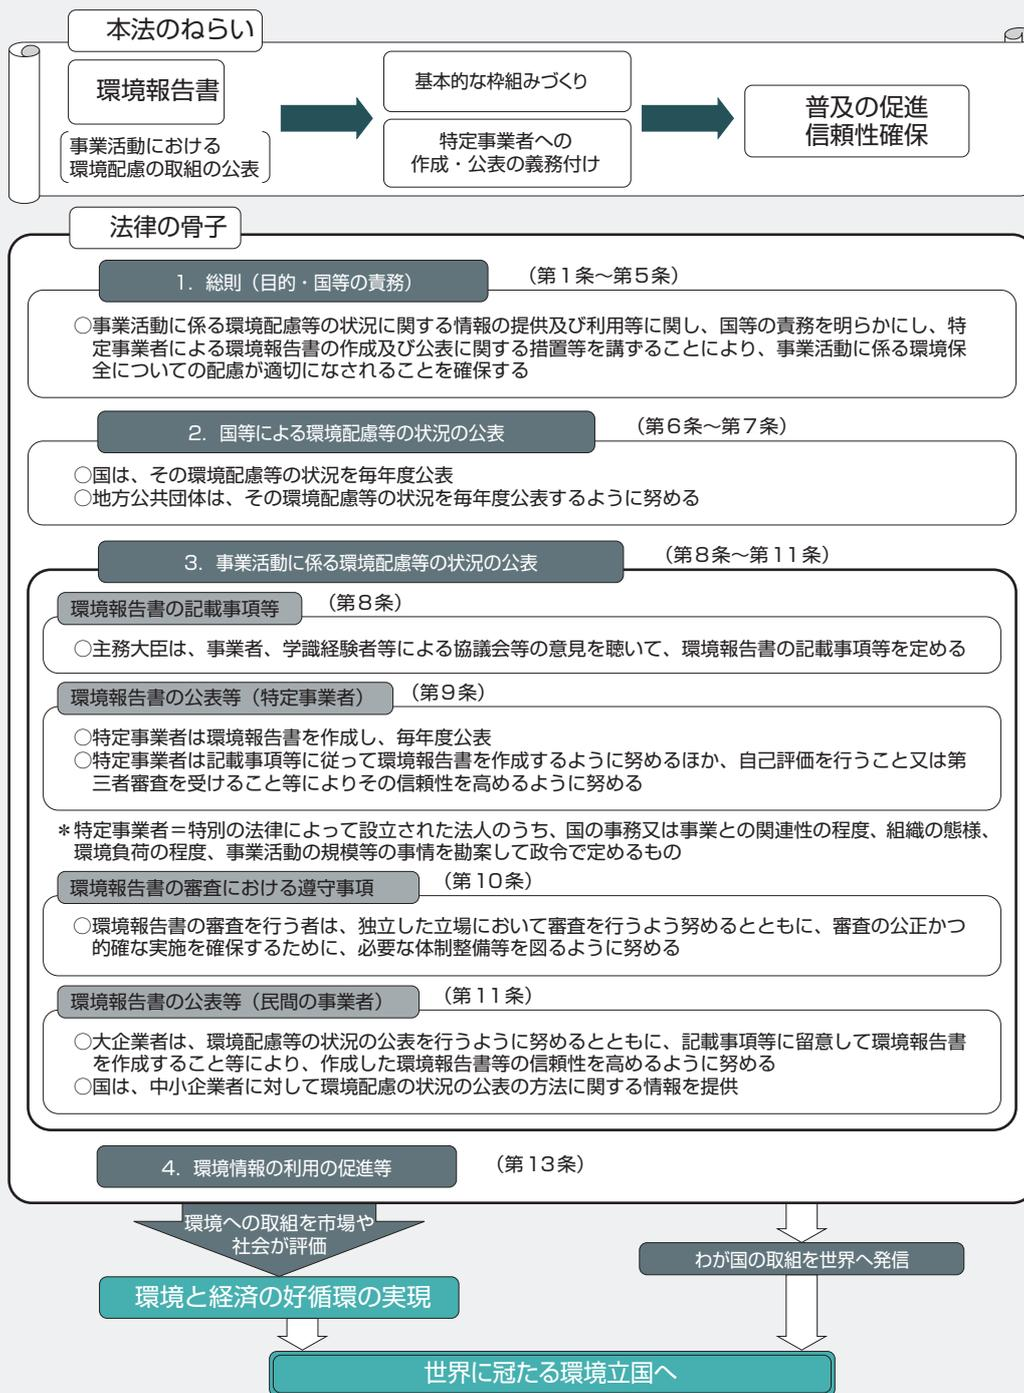 本法のねらい
環境報告書
事業活動における
環境配慮の取組の公表
基本的な枠組みづくり
特定事業者への
作成・公表の義務付け
普及の促進
信頼性確保
法律の骨子
1. 総則（目的・国等の責務）
（第1条～第5条）
○事業活動に係る環境配慮等の状況に関する情報の提供及び利用等に関し、国等の責務を明らかにし、特
定事業者による環境報告書の作成及び公表に関する措置等を講ずることにより、事業活動に係る環境保
全についての配慮が適切になされることを確保する
2. 国等による環境配慮等の状況の公表
（第6条～第7条）
○国は、その環境配慮等の状況を毎年度公表
○地方公共団体は、その環境配慮等の状況を毎年度公表するように努める
3. 事業活動に係る環境配慮等の状況の公表
（第8条～第11条）
環境報告書の記載事項等
（第8条）
○主務大臣は、事業者、学識経験者等による協議会等の意見を聴いて、環境報告書の記載事項等を定める
環境報告書の公表等（特定事業者）
（第9条）
○特定事業者は環境報告書を作成し、毎年度公表
○特定事業者は記載事項等に従って環境報告書を作成するように努めるほか、自己評価を行うこと又は第
三者審査を受けること等によりその信頼性を高めるように努める
＊特定事業者＝特別の法律によって設立された法人のうち、国の事務又は事業との関連性の程度、組織の態様、
環境負荷の程度、事業活動の規模等の事情を勘案して政令で定めるもの
環境報告書の審査における遵守事項
（第10条）
○環境報告書の審査を行う者は、独立した立場において審査を行うよう努めるとともに、審査の公正かつ
的確な実施を確保するために、必要な体制整備等を図るように努める
環境報告書の公表等（民間の事業者）
（第11条）
○大企業者は、環境配慮等の状況の公表を行うように努めるとともに、記載事項等に留意して環境報告書
を作成すること等により、作成した環境報告書等の信頼性を高めるように努める
○国は、中小企業者に対して環境配慮の状況の公表の方法に関する情報を提供
4. 環境情報の利用の促進等
（第13条）
環境への取組を市場や
社会が評価
わが国の取組を世界へ発信
環境と経済の好循環の実現
世界に冠たる環境立国へ